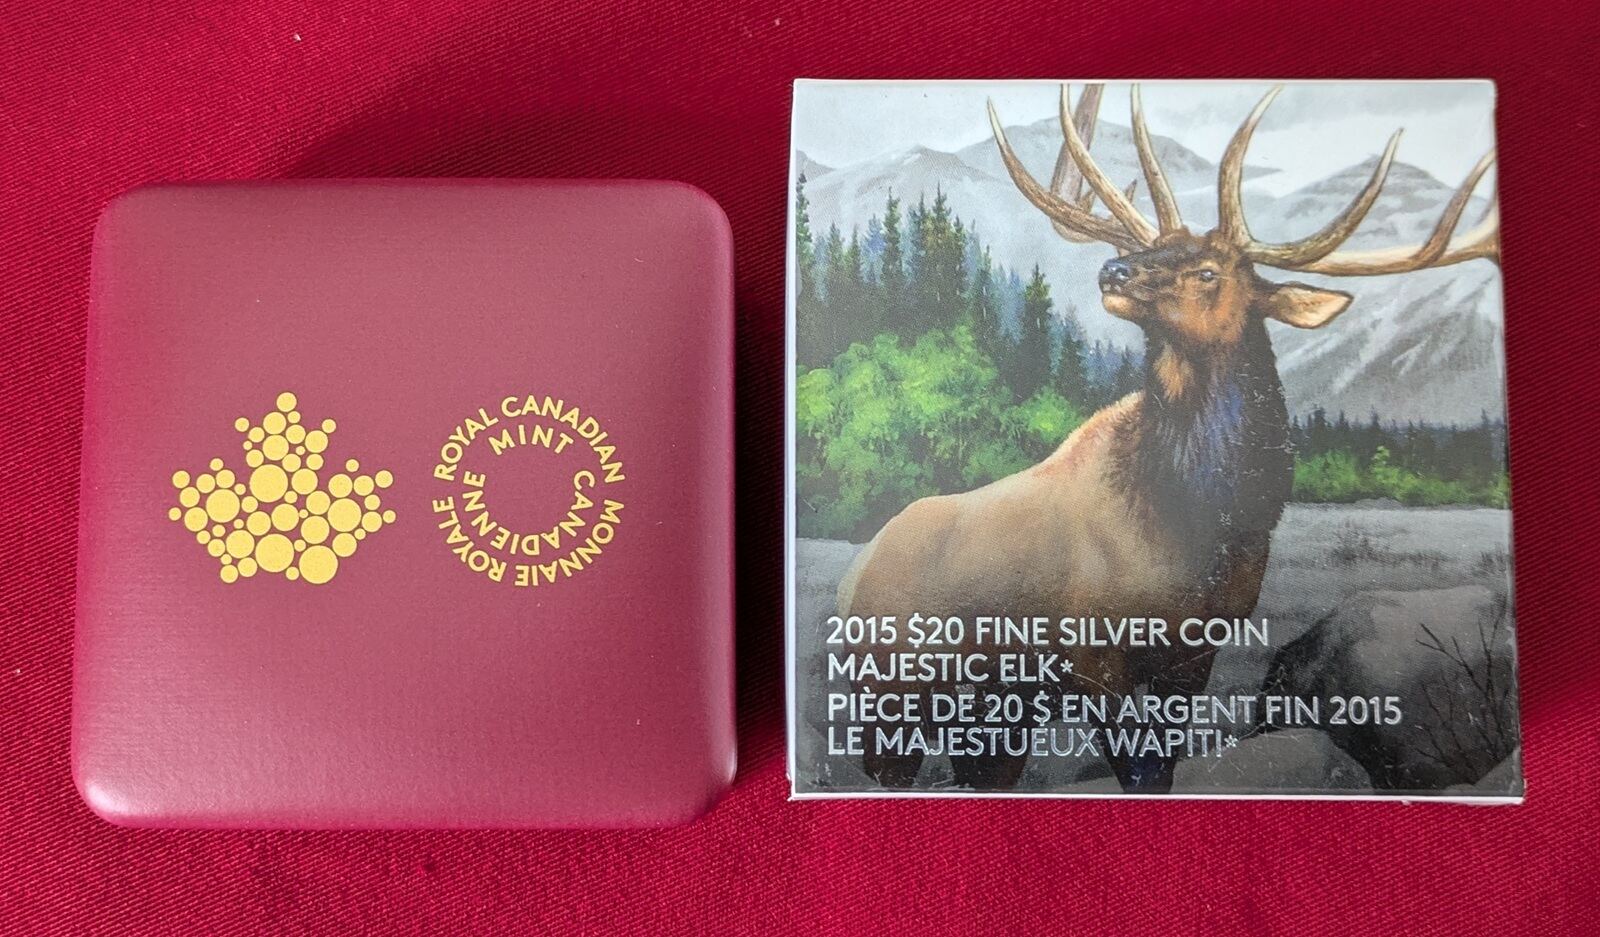 ROYAL CANADIAN MONNAIE ROYALE
MINT CANADIENNE
2015 $20 FINE SILVER COIN
MAJESTIC ELK*
PIÈCE DE 20 $ EN ARGENT FIN 2015
LE MAJESTUEUX WAPITI*